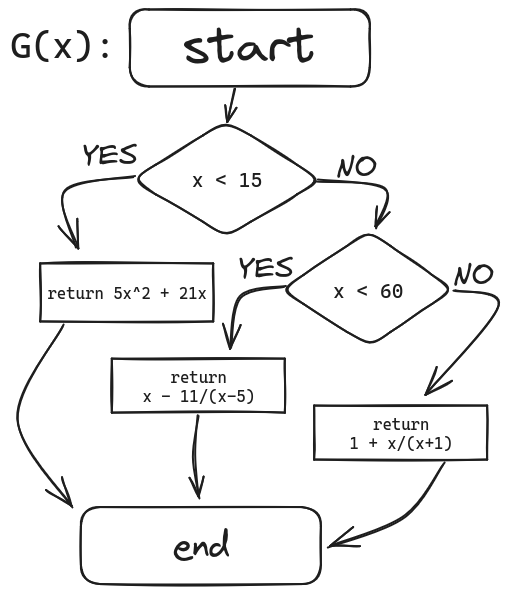 G(x):
start
YES
NO
x < 15
YES
NO
return 5x^2 + 21x
x < 60
return
x - 11/(x-5)
return
1 + x/(x+1)
end